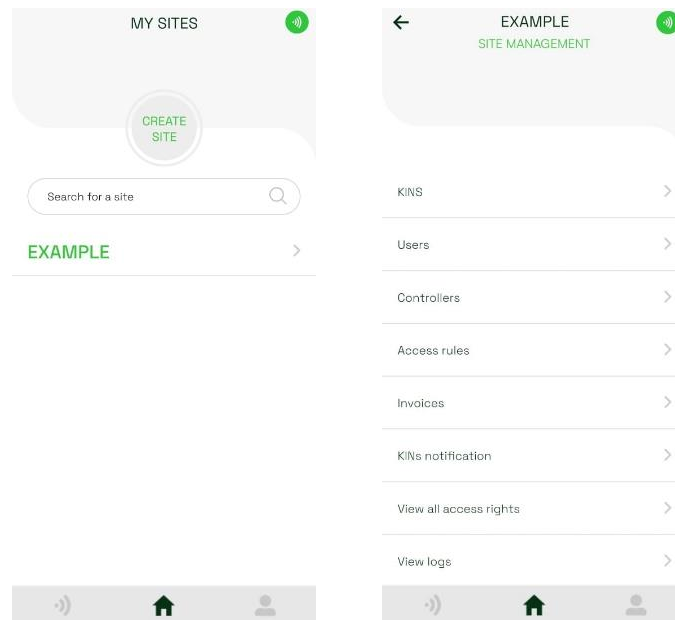 MY SITES
CREATE
SITE
Search for a site
EXAMPLE
EXAMPLE
SITE MANAGEMENT
KINS
Users
Controllers
Access rules
Invoices
KINs notification
View all access rights
View logs